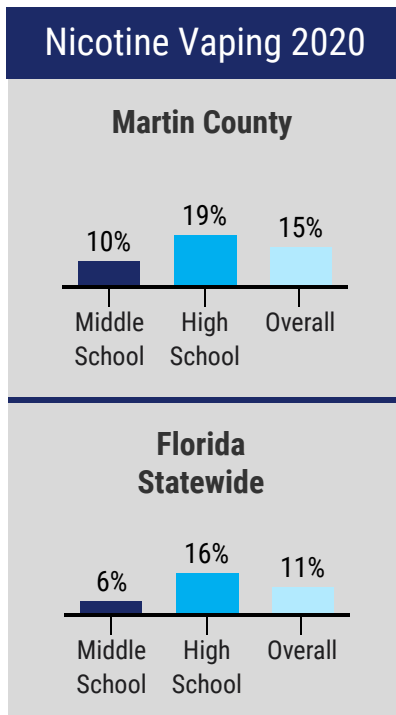 Nicotine Vaping 2020
Martin County
10%
19%
15%
Middle
School
High
School
Overall
Florida
Statewide
6%
16%
11%
Middle
School
High
School
Overall